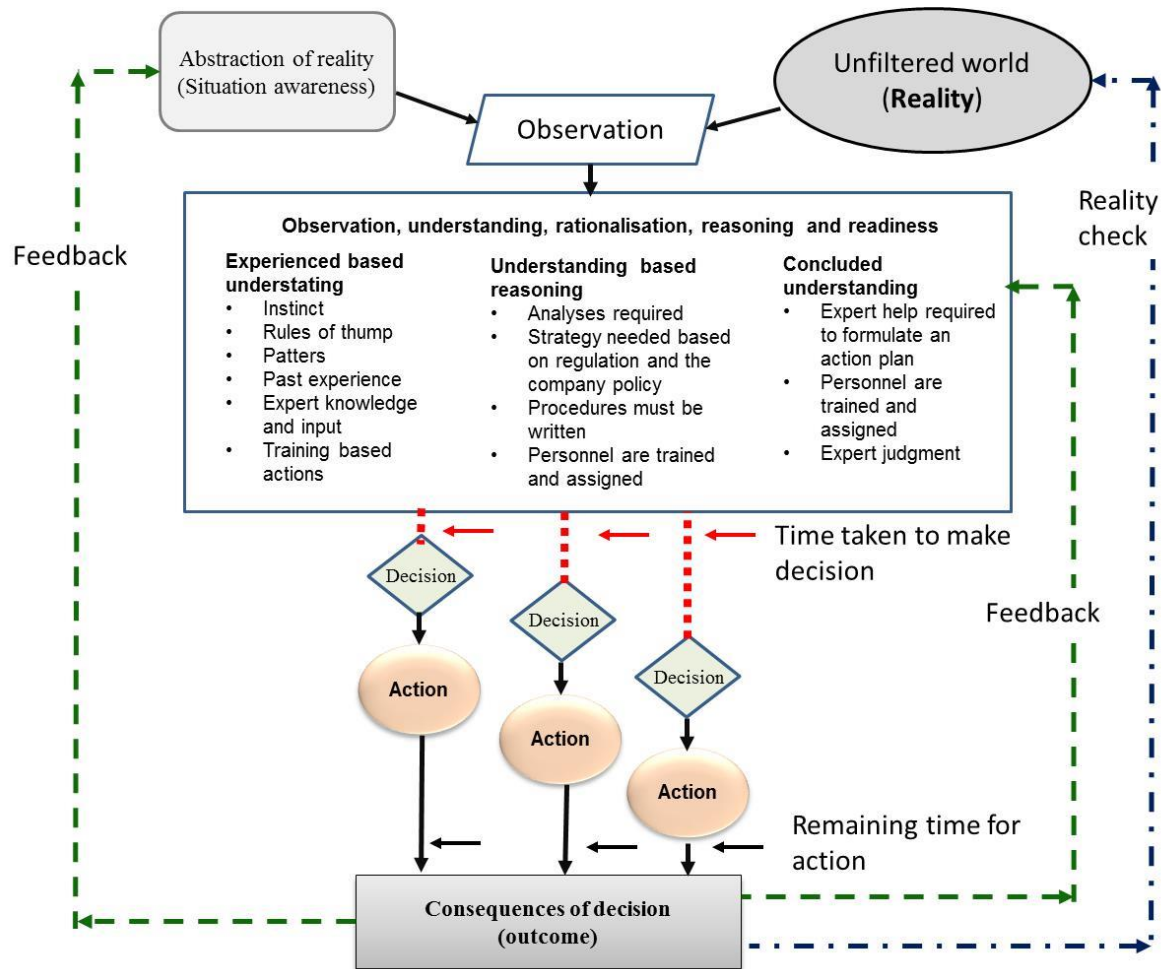 Abstraction of reality
(Situation awareness)
Unfiltered world
(Reality)
Observation
Feedback
Reality
check
Observation, understanding, rationalisation, reasoning and readiness
Experienced based
understating
• Instinct
• Rules of thump
• Patters
• Past experience
• Expert knowledge
and input
• Training based
actions
Understanding based
reasoning
• Analyses required
• Strategy needed based
on regulation and the
company policy
• Procedures must be
written
• Personnel are trained
and assigned
Concluded
understanding
• Expert help required
to formulate an
action plan
• Personnel are
trained and
assigned
• Expert judgment
Time taken to make
decision
Decision
Decision
Decision
Feedback
Action
Action
Action
Remaining time for
action
Consequences of decision
(outcome)